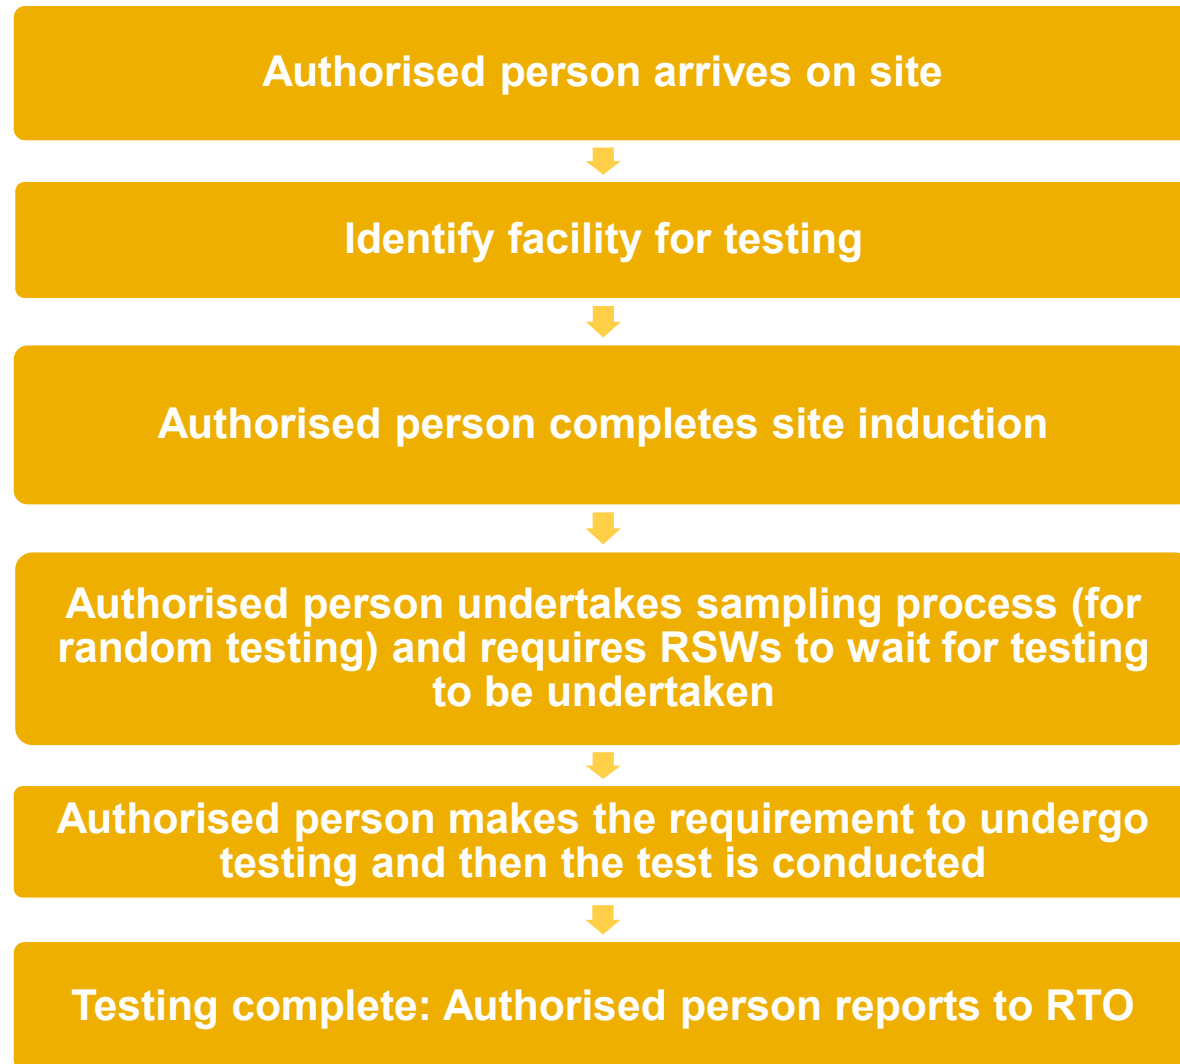 Authorised person arrives on site
Identify facility for testing
Authorised person completes site induction
Authorised person undertakes sampling process (for
random testing) and requires RSWs to wait for testing
to be undertaken
Authorised person makes the requirement to undergo
testing and then the test is conducted
Testing complete: Authorised person reports to RTO